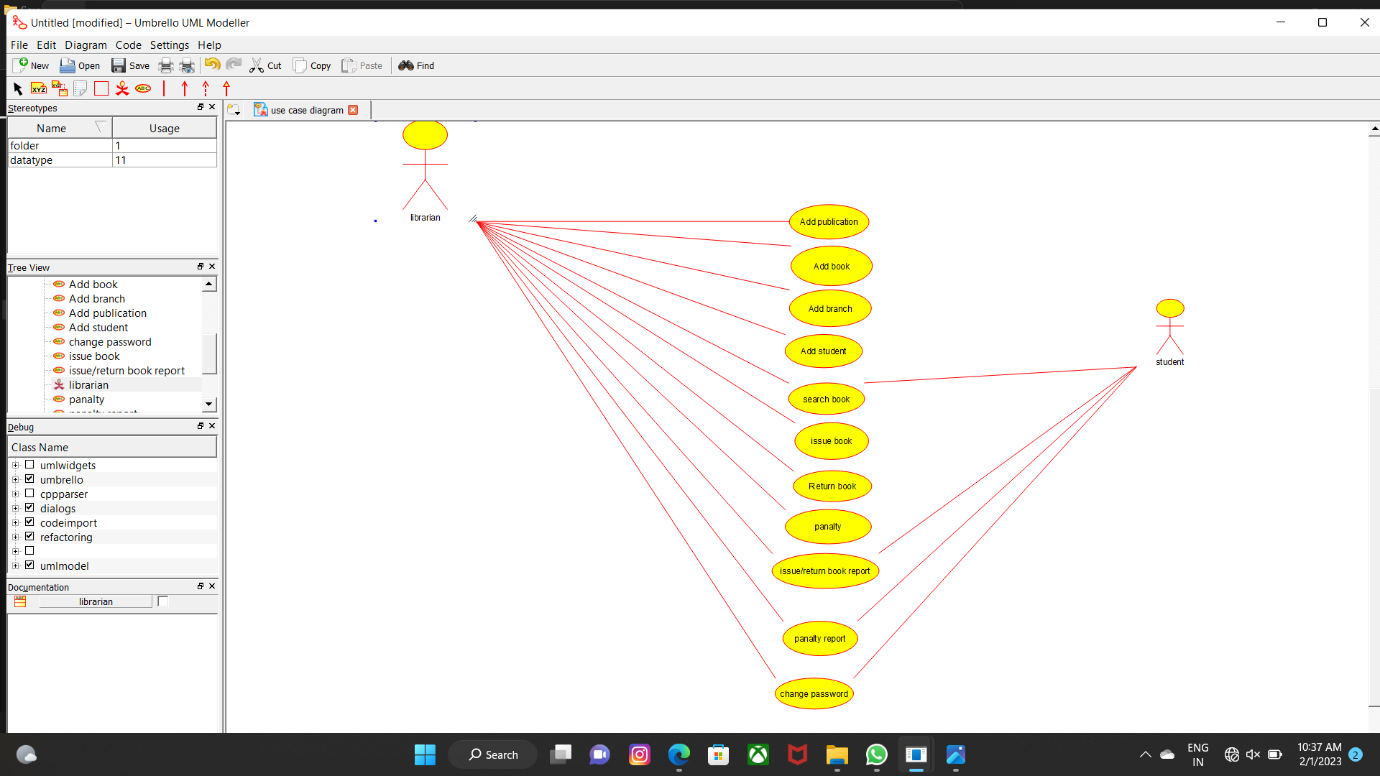 Untitled [modified] – Umbrello UML Modeller
File Edit Diagram Code Settings Help
New Open Save Cut Copy Paste Find
XYZ ABC
Stereotypes
use case diagram
Name Usage
folder 1
datatype 11
librarian
Add publication
Add book
Add branch
Add student
search book
issue book
Return book
panalty
issue/return book report
panalty report
change password
student
Tree View
Add book
Add branch
Add publication
Add student
change password
issue book
issue/return book report
librarian
panalty
Debug
Class Name
umlwidgets
umbrello
cppparser
dialogs
codeimport
refactoring
umlmodel
Documentation
librarian
Search
ENG
IN
10:37 AM
2/1/2023
2